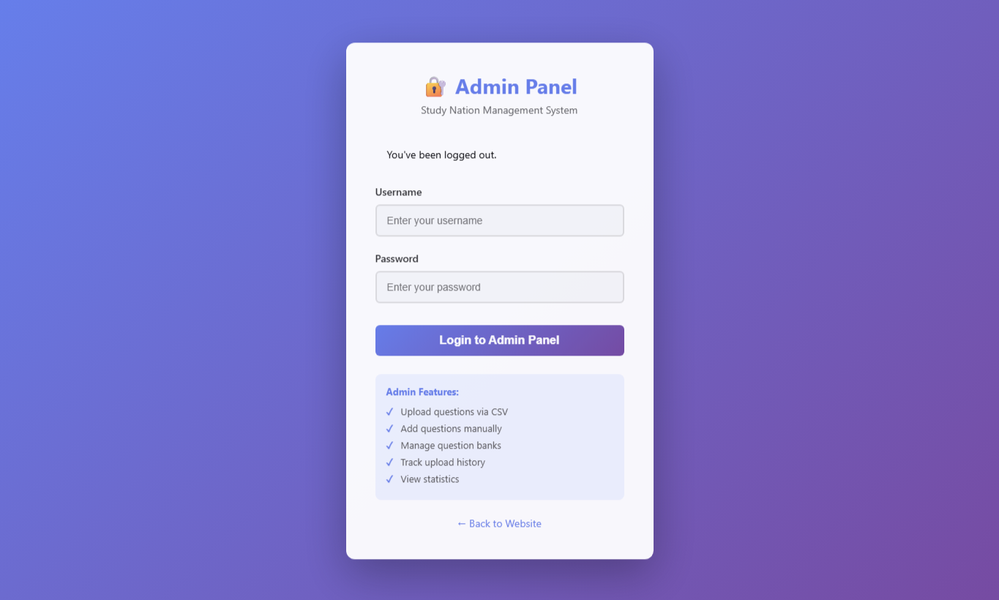 Admin Panel
Study Nation Management System
You've been logged out.
Username
Enter your username
Password
Enter your password
Login to Admin Panel
Admin Features:
✓ Upload questions via CSV
✓ Add questions manually
✓ Manage question banks
✓ Track upload history
✓ View statistics
← Back to Website